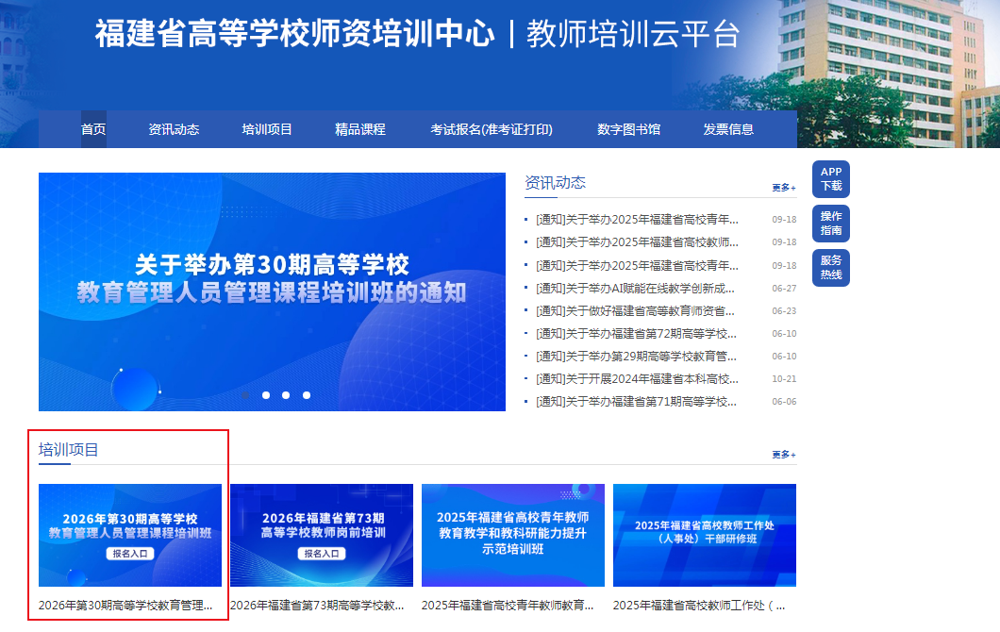 福建省高等学校师资培训中心 | 教师培训云平台
首页 资讯动态 培训项目 精品课程 考试报名(准考证打印) 数字图书馆 发票信息
APP
下载
操作
指南
服务
热线
关于举办第30期高等学校
教育管理人员管理课程培训班的通知
资讯动态 更多+
[通知]关于举办2025年福建省高校青年... 09-18
[通知]关于举办2025年福建省高校教师... 09-18
[通知]关于举办2025年福建省高校青年... 09-18
[通知]关于举办AI赋能在线教学创新成... 06-27
[通知]关于做好福建省高等教育师资省... 06-23
[通知]关于举办福建省第72期高等学校... 06-10
[通知]关于举办第29期高等学校教育管... 06-10
[通知]关于开展2024年福建省本科高校... 10-21
[通知]关于举办福建省第71期高等学校... 06-06
培训项目 更多+
2026年第30期高等学校
教育管理人员管理课程培训班
报名入口
2026年第30期高等学校教育管理...
2026年福建省第73期
高等学校教师岗前培训
报名入口
2026年福建省第73期高等学校教...
2025年福建省高校青年教师
教育教学和教科研能力提升
示范培训班
2025年福建省高校青年教师教育...
2025年福建省高校教师工作处
（人事处）干部研修班
2025年福建省高校教师工作处（...